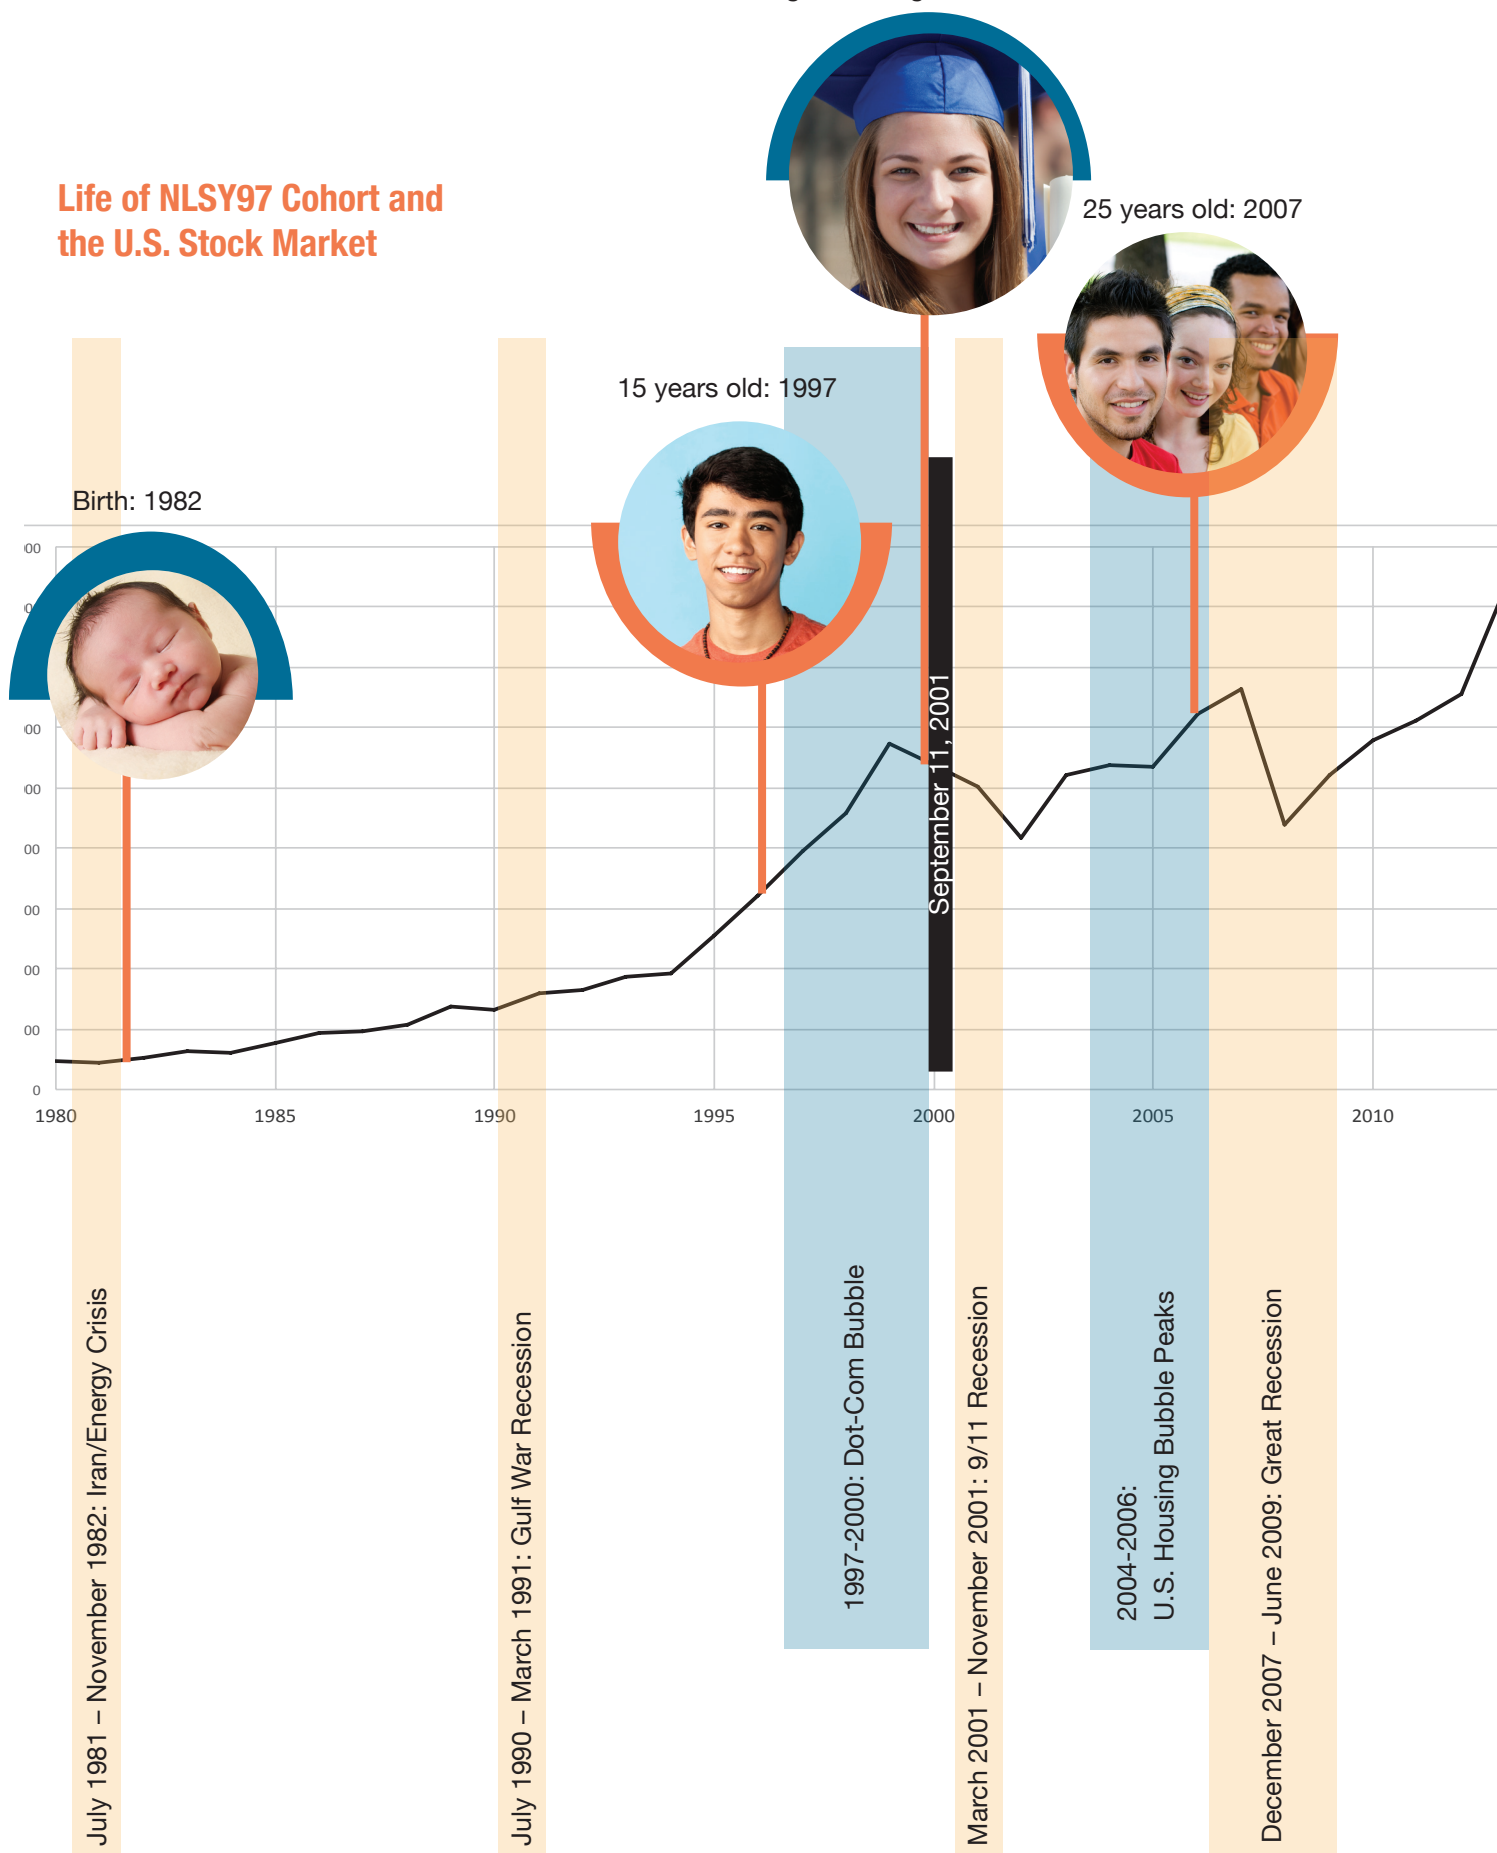 Life of NLSY97 Cohort and
the U.S. Stock Market
25 years old: 2007
15 years old: 1997
Birth: 1982
September 11, 2001
0
1980
1985
1990
1995
2000
2005
2010
July 1981 – November 1982: Iran/Energy Crisis
July 1990 – March 1991: Gulf War Recession
1997-2000: Dot-Com Bubble
March 2001 – November 2001: 9/11 Recession
2004-2006:
U.S. Housing Bubble Peaks
December 2007 – June 2009: Great Recession